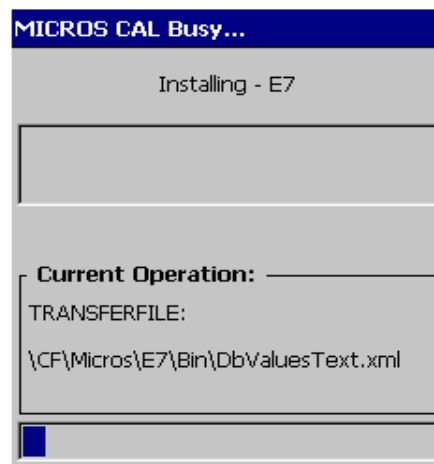 MICROS CAL Busy...
Installing - E7
Current Operation:
TRANSFERFILE:
\CF\Micros\E7\Bin\DbValuesText.xml